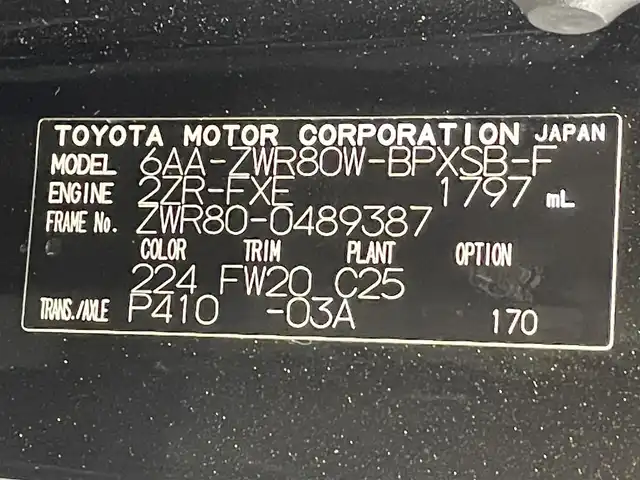 TOYOTA MOTOR CORPORATION JAPAN
MODEL 6AA-ZWR80W-BPXSB-F
ENGINE 2ZR-FXE 1797 mL
FRAME No. ZWR80-0489387
COLOR TRIM PLANT OPTION
224 FW20 C25
TRANS./AXLE P410 -03A 170